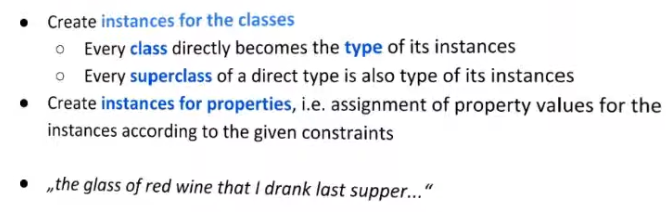 ● Create instances for the classes
○ Every class directly becomes the type of its instances
○ Every superclass of a direct type is also type of its instances
● Create instances for properties, i.e. assignment of property values for the
instances according to the given constraints
● „the glass of red wine that I drank last supper...“